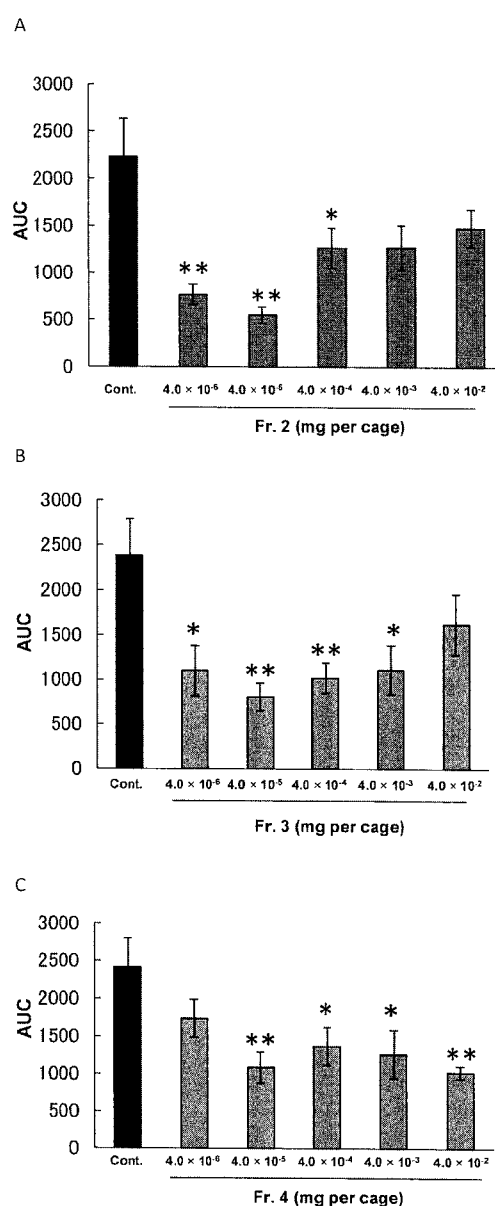 A
3000
2500
2000
1500
1000
500
0
AUC
** ** *
Cont. 4.0 × 10⁻⁶ 4.0 × 10⁻⁵ 4.0 × 10⁻⁴ 4.0 × 10⁻³ 4.0 × 10⁻²
Fr. 2 (mg per cage)
B
3000
2500
2000
1500
1000
500
0
AUC
* ** ** *
Cont. 4.0 × 10⁻⁶ 4.0 × 10⁻⁵ 4.0 × 10⁻⁴ 4.0 × 10⁻³ 4.0 × 10⁻²
Fr. 3 (mg per cage)
C
3000
2500
2000
1500
1000
500
0
AUC
** * * **
Cont. 4.0 × 10⁻⁶ 4.0 × 10⁻⁵ 4.0 × 10⁻⁴ 4.0 × 10⁻³ 4.0 × 10⁻²
Fr. 4 (mg per cage)